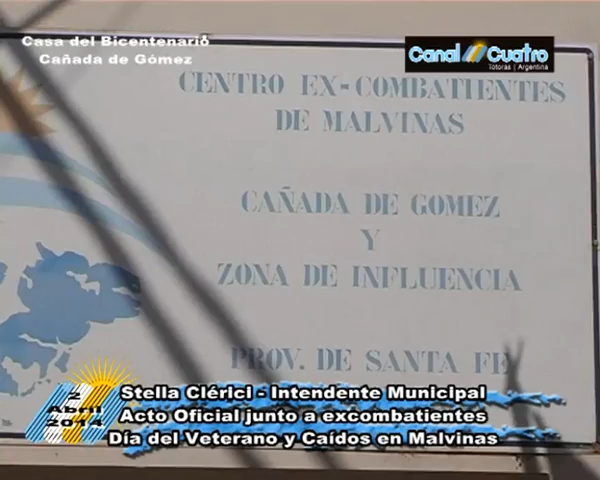 Casa del Bicentenario
Cañada de Gómez
Canal Cuatro
Totoras | Argentina
CENTRO EX-COMBATIENTES
DE MALVINAS
CAÑADA DE GOMEZ
Y
ZONA DE INFLUENCIA
PROV. DE SANTA FE
2
ABRIL
2014
Stella Clérici - Intendente Municipal
Acto Oficial junto a excombatientes
Día del Veterano y Caídos en Malvinas